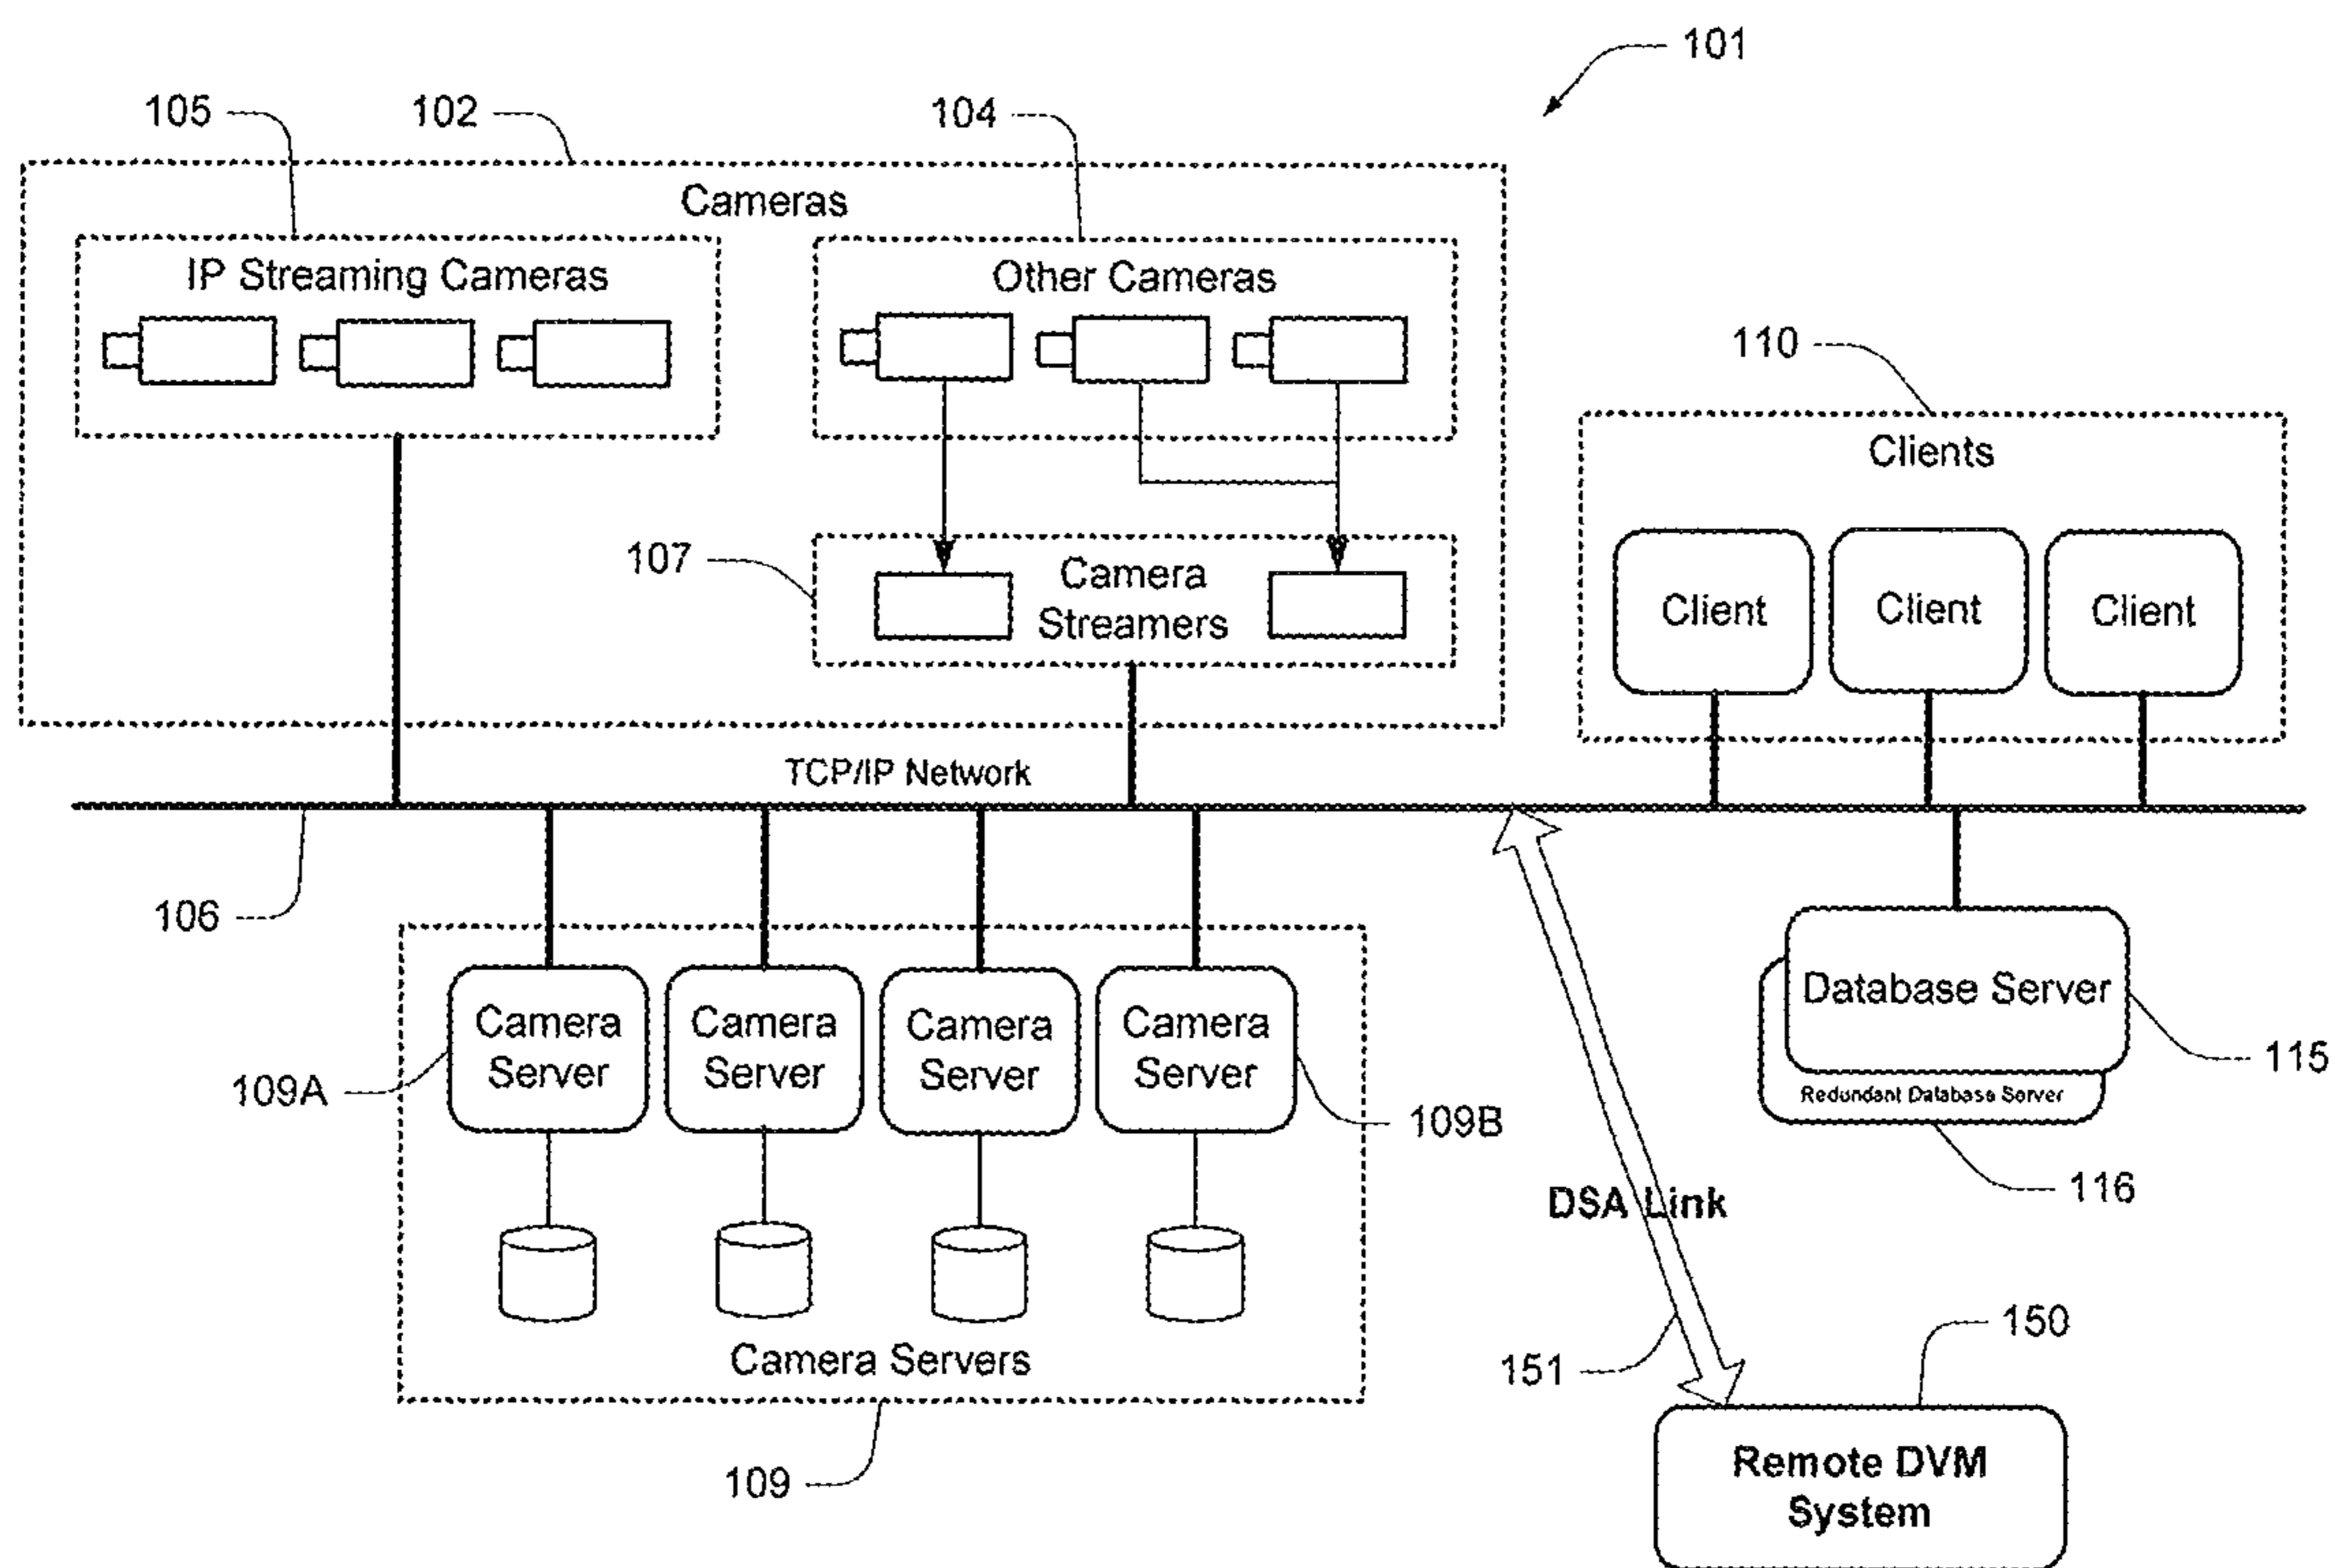 101
105
102
104
Cameras
IP Streaming Cameras
Other Cameras
110
Clients
107
Camera
Streamers
Client
Client
Client
TCP/IP Network
106
Camera
Server
Camera
Server
Camera
Server
Camera
Server
109A
109B
Database Server
115
Redundant Database Server
116
DSA Link
Camera Servers
109
151
150
Remote DVM
System